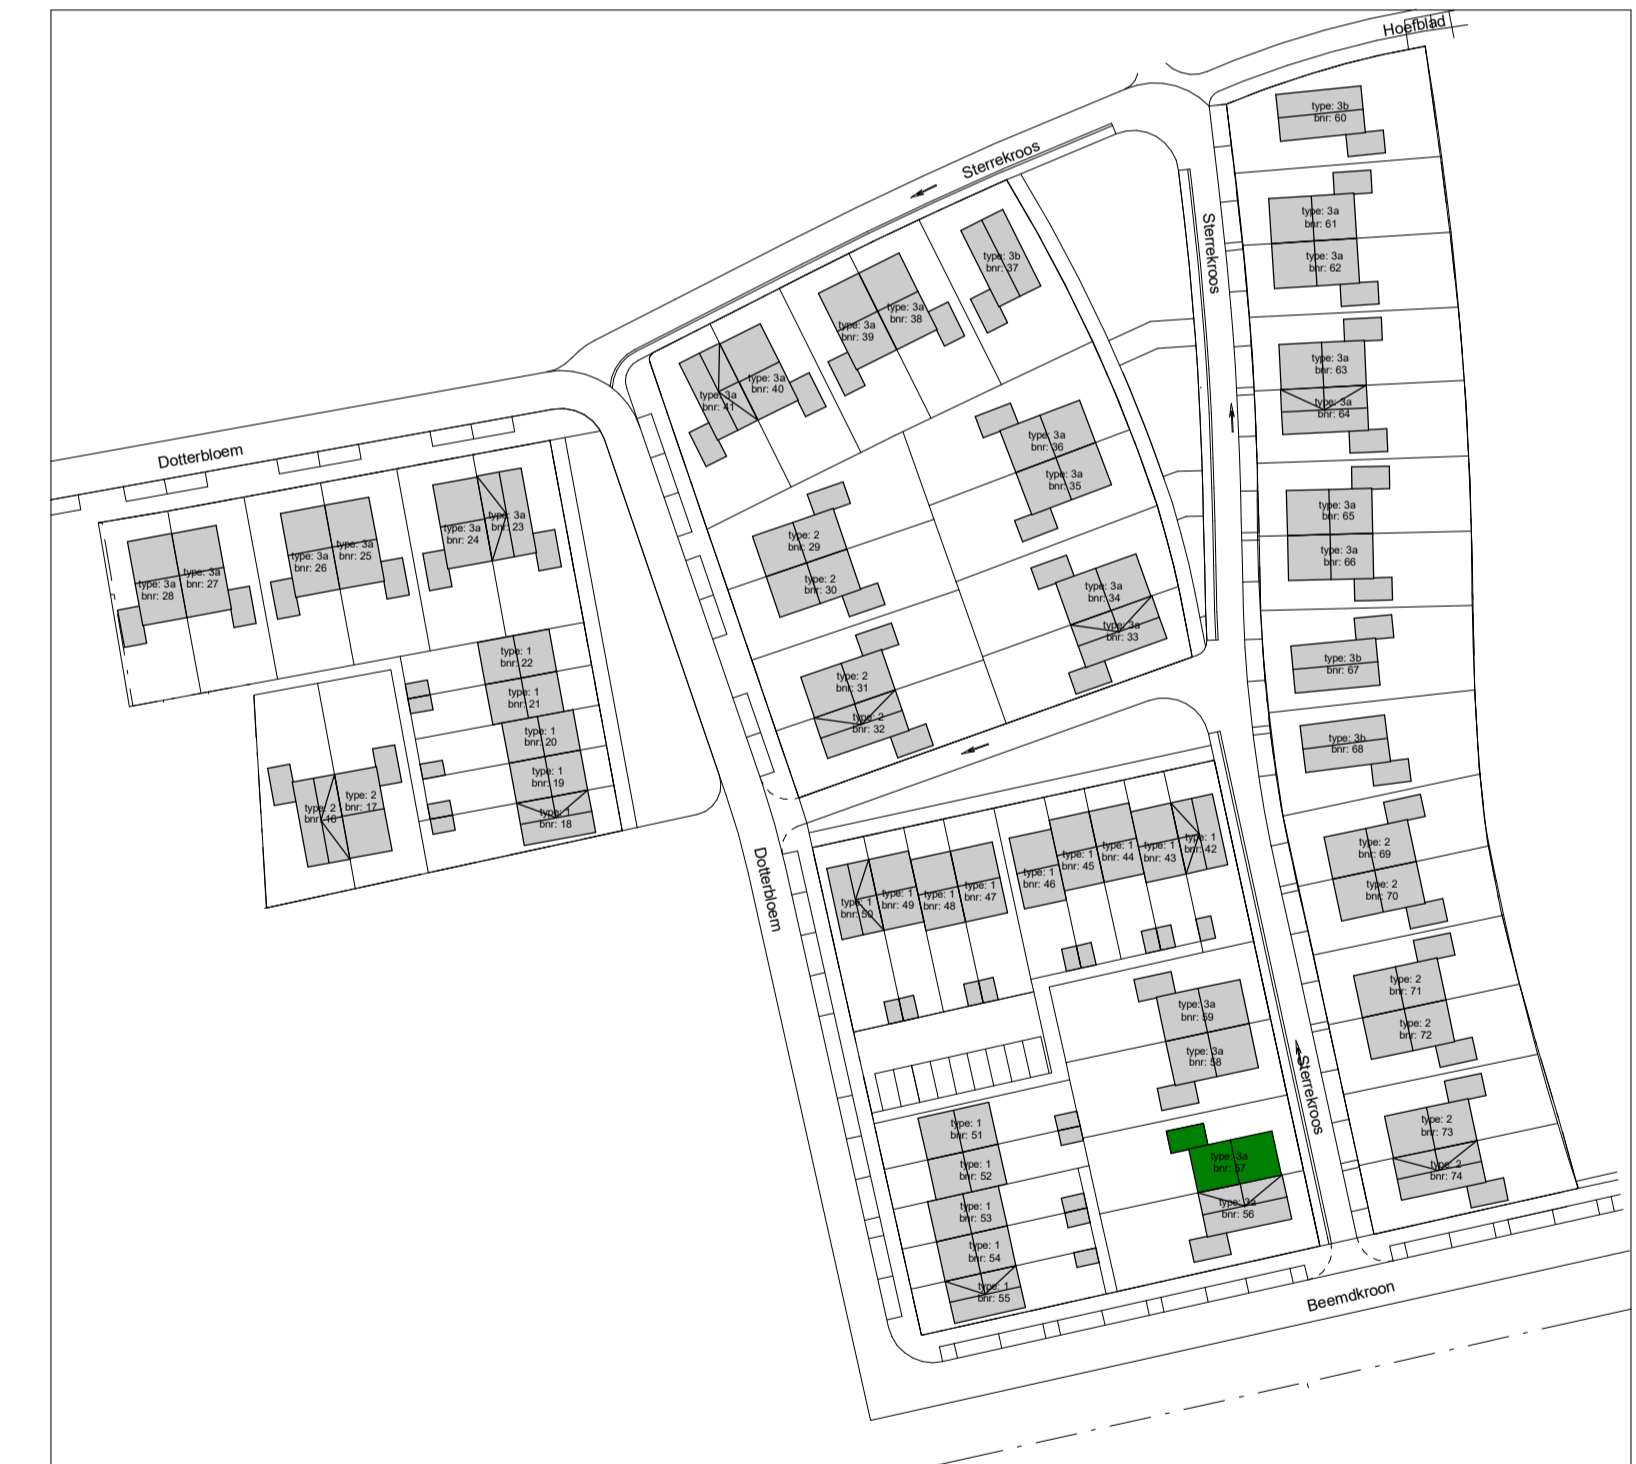 Hoefblad
type: 3b
bnr: 60
Sterrekroos
type: 3a
bnr: 61
type: 3a
bnr: 62
Sterrekroos
type: 3b
bnr: 37
type: 3a
bnr: 38
type: 3a
bnr: 39
type: 3a
bnr: 40
type: 3a
bnr: 41
type: 3a
bnr: 63
type: 3a
bnr: 64
type: 3a
bnr: 36
type: 3a
bnr: 35
Dotterbloem
type: 3a
bnr: 23
type: 3a
bnr: 24
type: 3a
bnr: 25
type: 3a
bnr: 26
type: 3a
bnr: 27
type: 3a
bnr: 28
type: 2
bnr: 29
type: 2
bnr: 30
type: 3a
bnr: 65
type: 3a
bnr: 66
type: 3a
bnr: 34
type: 3a
bnr: 33
type: 1
bnr: 22
type: 1
bnr: 21
type: 1
bnr: 20
type: 1
bnr: 19
type: 1
bnr: 18
type: 2
bnr: 17
type: 2
bnr: 16
type: 2
bnr: 31
type: 2
bnr: 32
type: 3b
bnr: 67
type: 3b
bnr: 68
type: 2
bnr: 69
type: 2
bnr: 70
type: 1
bnr: 42
type: 1
bnr: 43
type: 1
bnr: 44
type: 1
bnr: 45
type: 1
bnr: 46
type: 1
bnr: 47
type: 1
bnr: 48
type: 1
bnr: 49
type: 1
bnr: 50
Dotterbloem
type: 2
bnr: 71
type: 2
bnr: 72
type: 3a
bnr: 59
type: 3a
bnr: 58
Sterrekroos
type: 1
bnr: 51
type: 1
bnr: 52
type: 1
bnr: 53
type: 1
bnr: 54
type: 1
bnr: 55
type: 3a
bnr: 57
type: 3a
bnr: 56
type: 2
bnr: 73
type: 2
bnr: 74
Beemdkroon